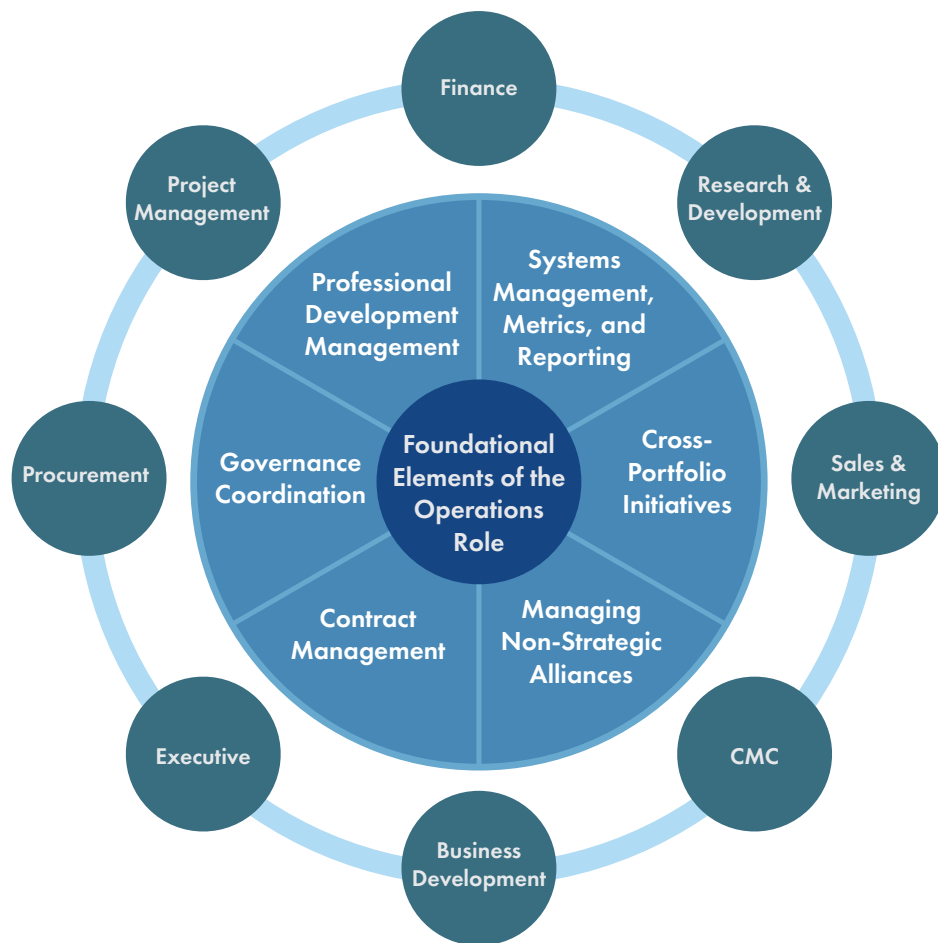 Finance
Research &
Development
Sales &
Marketing
CMC
Business
Development
Executive
Procurement
Project
Management
Systems
Management,
Metrics, and
Reporting
Cross-
Portfolio
Initiatives
Managing
Non-Strategic
Alliances
Contract
Management
Governance
Coordination
Professional
Development
Management
Foundational
Elements of the
Operations
Role